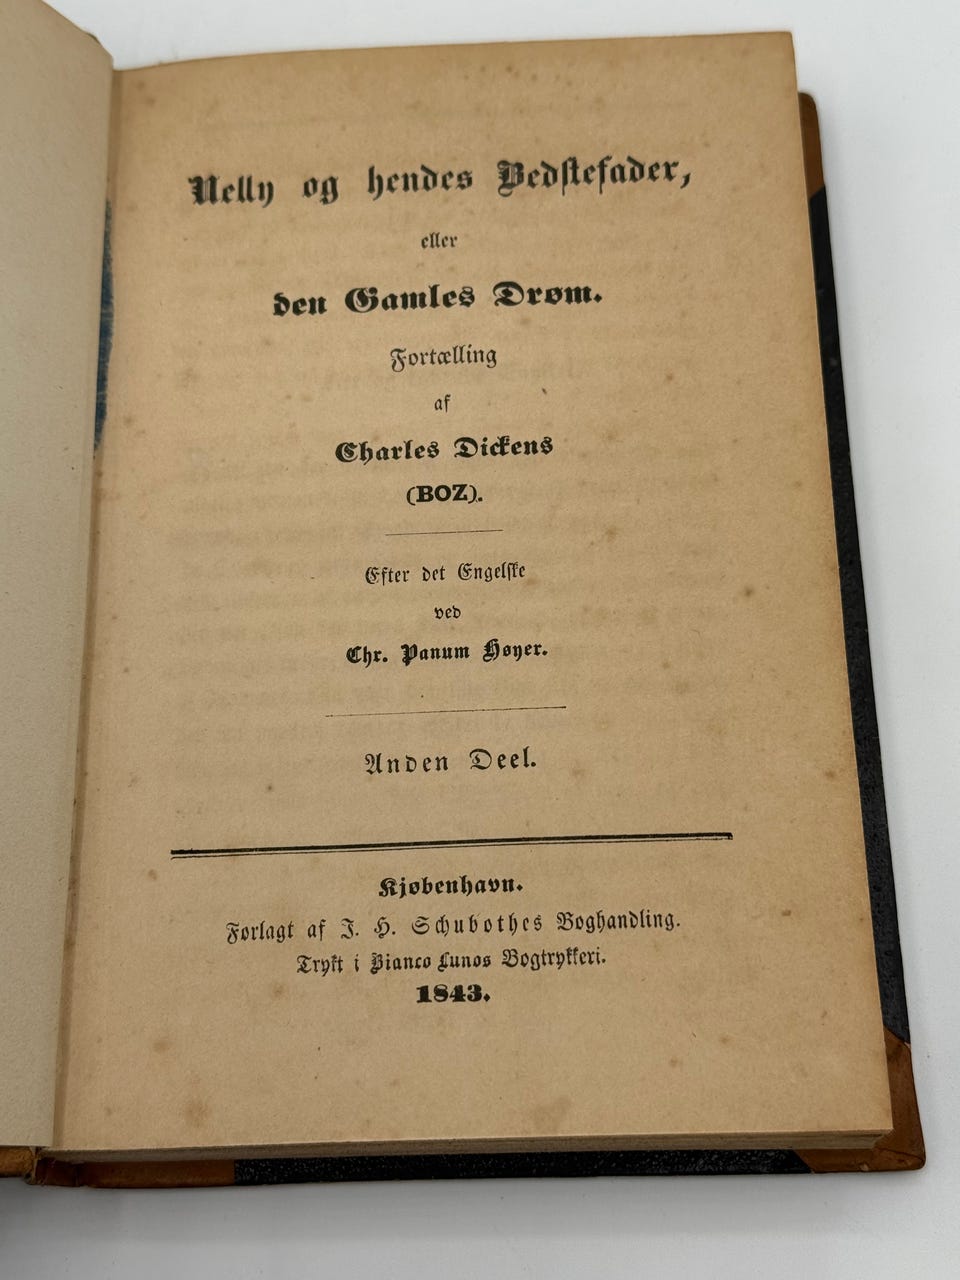 Nelly og hendes Bedstefader,
eller
den Gamles Drøm.
Fortælling
af
Charles Dickens
(BOZ).
Efter det Engelske
ved
Chr. Panum Høyer.
Anden Deel.
Kjøbenhavn.
Forlagt af J. H. Schubothes Boghandling.
Trykt i Bianco Lunos Bogtrykkeri.
1843.